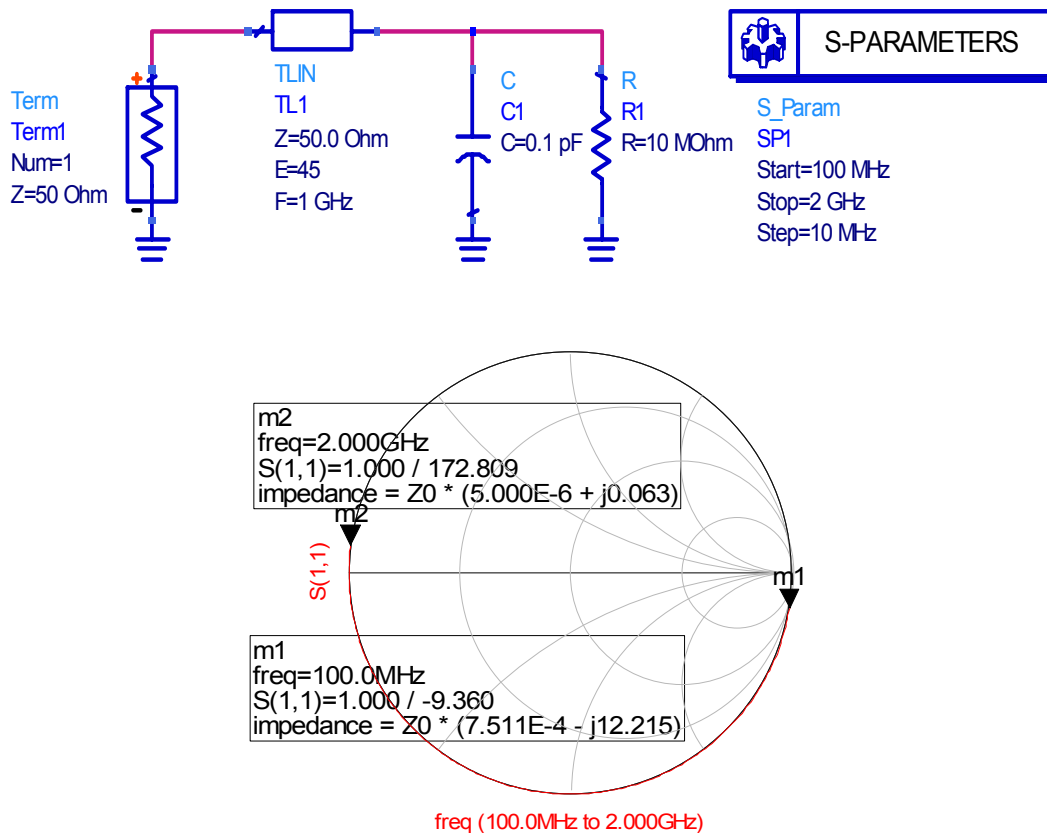 Term
Term1
Num=1
Z=50 Ohm
+
-
TLIN
TL1
Z=50.0 Ohm
E=45
F=1 GHz
C
C1
C=0.1 pF
R
R1
R=10 MOhm
S-PARAMETERS
S_Param
SP1
Start=100 MHz
Stop=2 GHz
Step=10 MHz
m2
freq=2.000GHz
S(1,1)=1.000 / 172.809
impedance = Z0 * (5.000E-6 + j0.063)
m2
S(1,1)
m1
m1
freq=100.0MHz
S(1,1)=1.000 / -9.360
impedance = Z0 * (7.511E-4 - j12.215)
freq (100.0MHz to 2.000GHz)